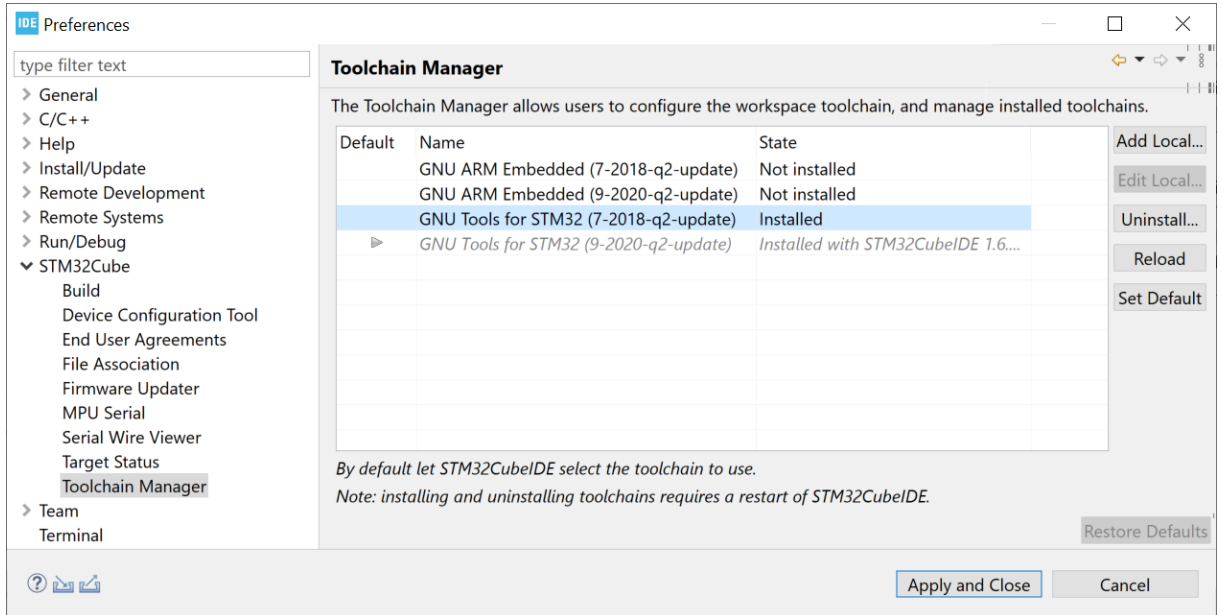 IDE Preferences
type filter text
General
C/C++
Help
Install/Update
Remote Development
Remote Systems
Run/Debug
STM32Cube
Build
Device Configuration Tool
End User Agreements
File Association
Firmware Updater
MPU Serial
Serial Wire Viewer
Target Status
Toolchain Manager
Team
Terminal
Toolchain Manager
The Toolchain Manager allows users to configure the workspace toolchain, and manage installed toolchains.
Default Name State
GNU ARM Embedded (7-2018-q2-update) Not installed
GNU ARM Embedded (9-2020-q2-update) Not installed
GNU Tools for STM32 (7-2018-q2-update) Installed
GNU Tools for STM32 (9-2020-q2-update) Installed with STM32CubeIDE 1.6....
Add Local...
Edit Local...
Uninstall...
Reload
Set Default
By default let STM32CubeIDE select the toolchain to use.
Note: installing and uninstalling toolchains requires a restart of STM32CubeIDE.
Restore Defaults
?
Apply and Close Cancel